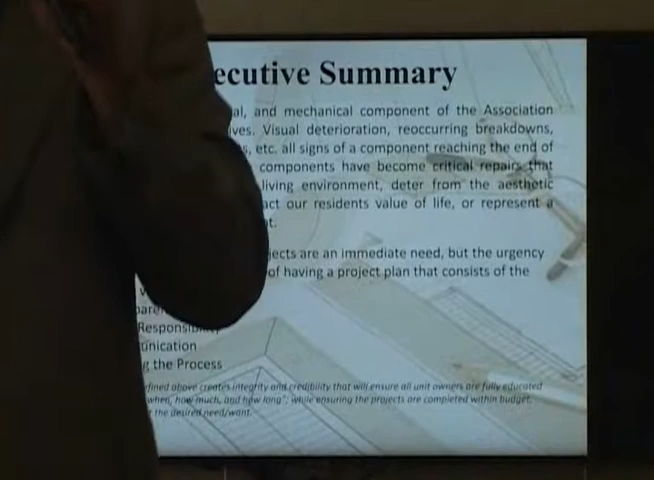 ecutive Summary
al, and mechanical component of the Association
ives. Visual deterioration, reoccurring breakdowns,
s, etc. all signs of a component reaching the end of
components have become critical repairs that
living environment, deter from the aesthetic
act our residents value of life, or represent a
t.
jects are an immediate need, but the urgency
of having a project plan that consists of the
v
pare
Responsibility
unication
g the Process
fined above creates integrity and credibility that will ensure all unit owners are fully educated
when, how much, and how long"; while ensuring the projects are completed within budget,
t the desired need/want.